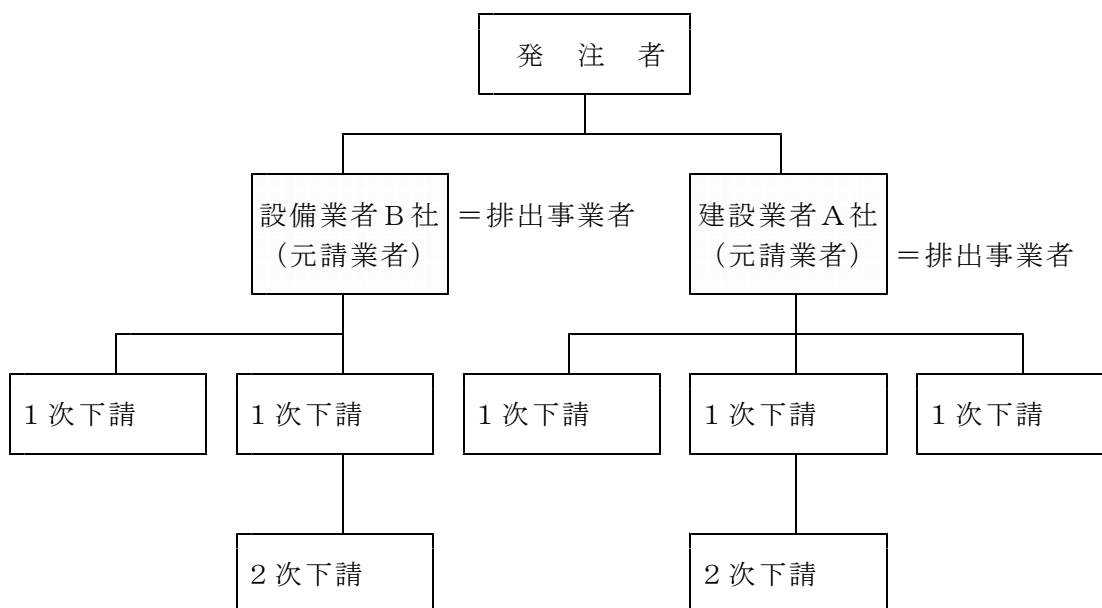 発 注 者
設備業者B社
(元請業者)
=排出事業者
建設業者A社
(元請業者)
=排出事業者
1次下請
1次下請
1次下請
1次下請
1次下請
2次下請
2次下請